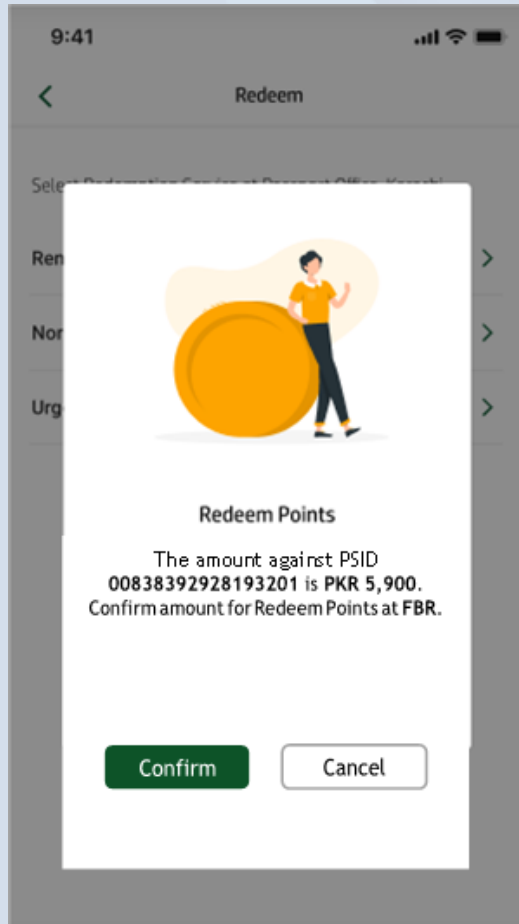 9:41
Redeem
Redeem Points
The amount against PSID
00838392928193201 is PKR 5,900.
Confirm amount for Redeem Points at FBR.
Confirm
Cancel